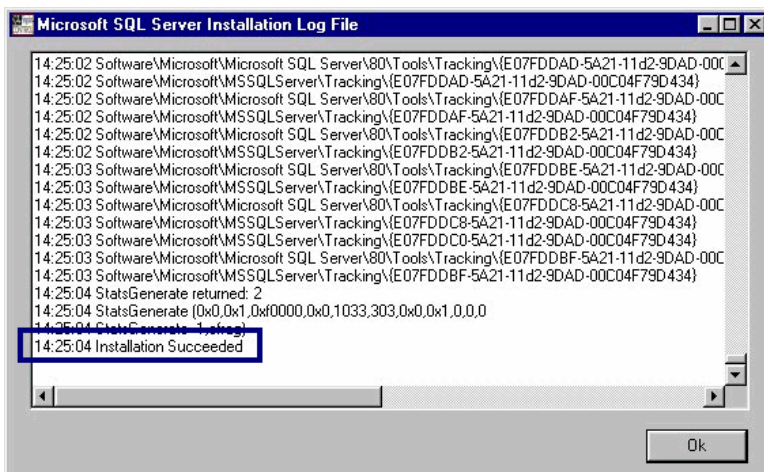 Microsoft SQL Server Installation Log File
14:25:02 Software\Microsoft\Microsoft SQL Server\80\Tools\Tracking\{E07FDDAD-5A21-11d2-9DAD-00C
14:25:02 Software\Microsoft\MSSQLServer\Tracking\{E07FDDAD-5A21-11d2-9DAD-00C04F79D434}
14:25:02 Software\Microsoft\Microsoft SQL Server\80\Tools\Tracking\{E07FDDAF-5A21-11d2-9DAD-00C
14:25:02 Software\Microsoft\MSSQLServer\Tracking\{E07FDDAF-5A21-11d2-9DAD-00C04F79D434}
14:25:02 Software\Microsoft\Microsoft SQL Server\80\Tools\Tracking\{E07FDDB2-5A21-11d2-9DAD-00C
14:25:02 Software\Microsoft\MSSQLServer\Tracking\{E07FDDB2-5A21-11d2-9DAD-00C04F79D434}
14:25:03 Software\Microsoft\Microsoft SQL Server\80\Tools\Tracking\{E07FDDBE-5A21-11d2-9DAD-00C
14:25:03 Software\Microsoft\MSSQLServer\Tracking\{E07FDDBE-5A21-11d2-9DAD-00C04F79D434}
14:25:03 Software\Microsoft\Microsoft SQL Server\80\Tools\Tracking\{E07FDDC8-5A21-11d2-9DAD-00C
14:25:03 Software\Microsoft\MSSQLServer\Tracking\{E07FDDC8-5A21-11d2-9DAD-00C04F79D434}
14:25:03 Software\Microsoft\MSSQLServer\Tracking\{E07FDDC0-5A21-11d2-9DAD-00C04F79D434}
14:25:03 Software\Microsoft\Microsoft SQL Server\80\Tools\Tracking\{E07FDDBF-5A21-11d2-9DAD-00C
14:25:03 Software\Microsoft\MSSQLServer\Tracking\{E07FDDBF-5A21-11d2-9DAD-00C04F79D434}
14:25:04 StatsGenerate returned: 2
14:25:04 StatsGenerate (0x0,0x1,0xf0000,0x0,1033,303,0x0,0x1,0,0,0
14:25:04 StatsGenerate
14:25:04 Installation Succeeded
Ok